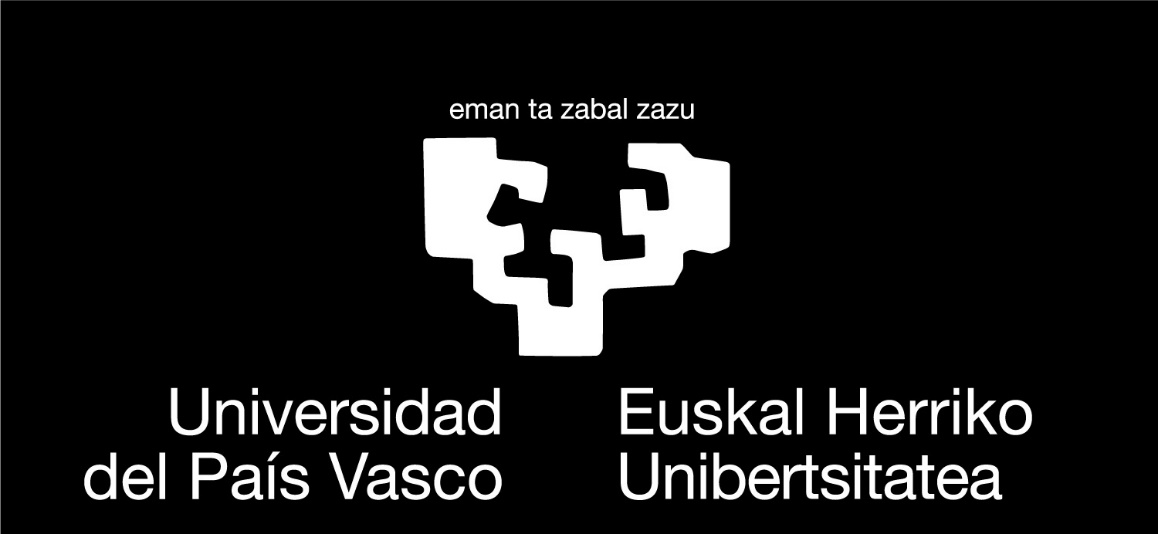 eman ta zabal zazu
Universidad
del País Vasco
Euskal Herriko
Unibertsitatea